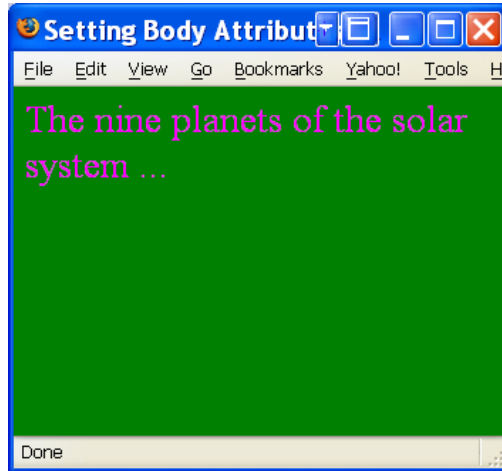 Setting Body Attribut
File Edit View Go Bookmarks Yahoo! Tools H
The nine planets of the solar
system ...
Done